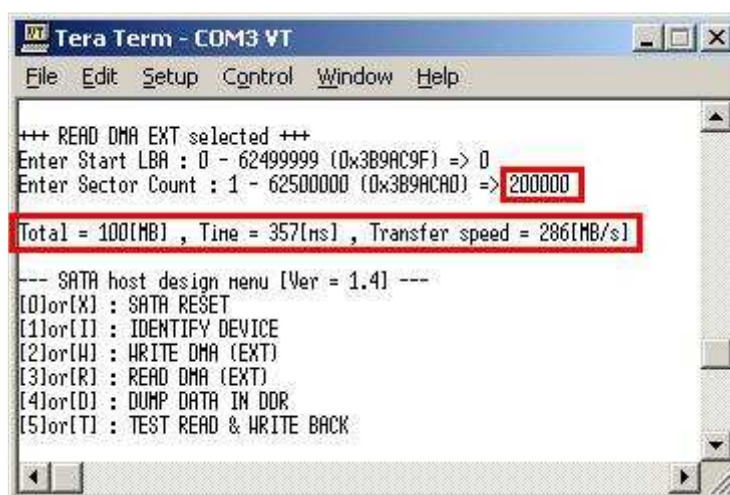 Tera Term - COM3 VT
File Edit Setup Control Window Help
+++ READ DMA EXT selected +++
Enter Start LBA : 0 - 62499999 (0x3B9AC9F) => 0
Enter Sector Count : 1 - 62500000 (0x3B9ACA0) => 200000
Total = 100[MB] , Time = 357[ms] , Transfer speed = 286[MB/s]
--- SATA host design menu [Ver = 1.4] ---
[0]or[X] : SATA RESET
[1]or[I] : IDENTIFY DEVICE
[2]or[W] : WRITE DMA (EXT)
[3]or[R] : READ DMA (EXT)
[4]or[D] : DUMP DATA IN DDR
[5]or[T] : TEST READ & WRITE BACK